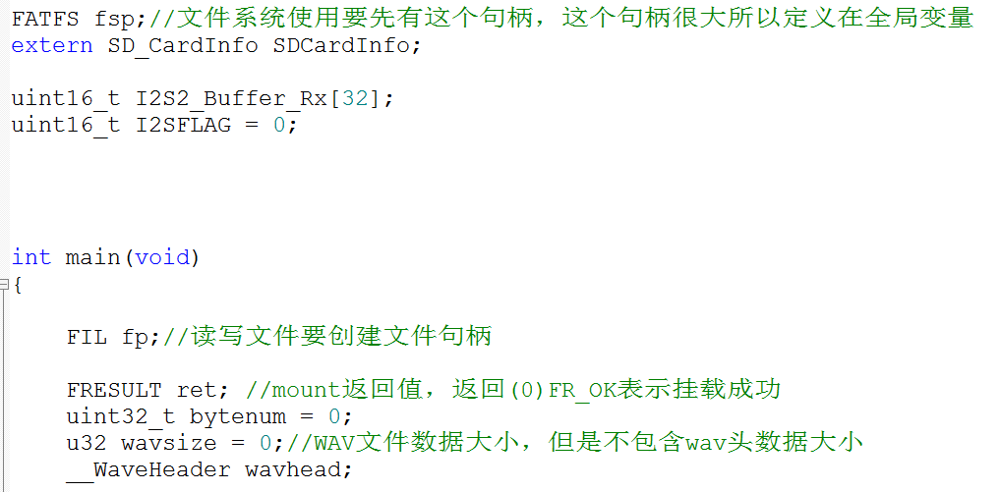 FATFS fsp;//文件系统使用要先有这个句柄，这个句柄很大所以定义在全局变量
extern SD_CardInfo SDCardInfo;
uint16_t I2S2_Buffer_Rx[32];
uint16_t I2SFLAG = 0;
int main(void)
{
FIL fp;//读写文件要创建文件句柄
FRESULT ret; //mount返回值，返回(0)FR_OK表示挂载成功
uint32_t bytenum = 0;
u32 wavsize = 0;//WAV文件数据大小，但是不包含wav头数据大小
__WaveHeader wavhead;